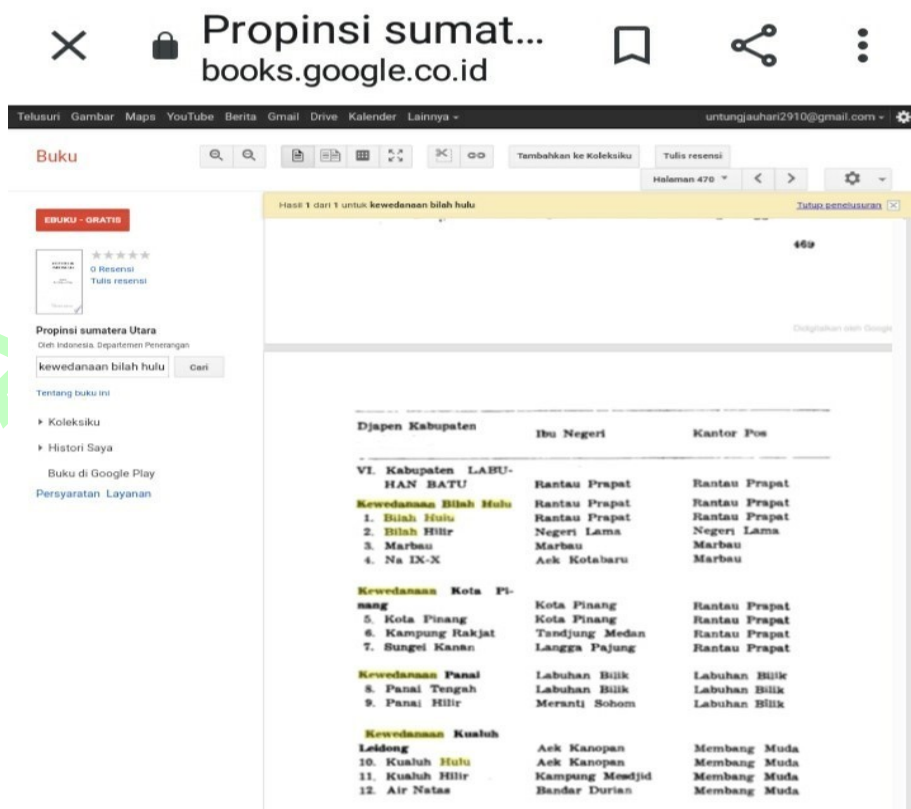 Propinsi sumat...
books.google.co.id
Telusuri Gambar Maps YouTube Berita Gmail Drive Kalender Lainnya
untungjauhari2910@gmail.com
Buku
Tambahkan ke Koleksiku
Tulis resensi
Halaman 470
Hasil 1 dari 1 untuk kewedanaan bilah hulu
Tutup penelusuran
EBUKU - GRATIS
0 Resensi
Tulis resensi
Propinsi sumatera Utara
Oleh Indonesia. Departemen Penerangan
kewedanaan bilah hulu Cari
Tentang buku ini
Koleksiku
Histori Saya
Buku di Google Play
Persyaratan Layanan
469
Didigitalkan oleh Google
Djapen Kabupaten Ibu Negeri Kantor Pos
VI. Kabupaten LABU-
HAN BATU Rantau Prapat Rantau Prapat
Kewedanaan Bilah Hulu Rantau Prapat Rantau Prapat
1. Bilah Hulu Rantau Prapat Rantau Prapat
2. Bilah Hilir Negeri Lama Negeri Lama
3. Marbau Marbau Marbau
4. Na IX-X Aek Kotabaru Marbau
Kewedanaan Kota Pi-
nang Kota Pinang Rantau Prapat
5. Kota Pinang Kota Pinang Rantau Prapat
6. Kampung Rakjat Tandjung Medan Rantau Prapat
7. Sungei Kanan Langga Pajung Rantau Prapat
Kewedanaan Panai Labuhan Bilik Labuhan Bilik
8. Panai Tengah Labuhan Bilik Labuhan Bilik
9. Panai Hilir Meranti Sohom Labuhan Bilik
Kewedanaan Kualuh
Leidong Aek Kanopan Membang Muda
10. Kualuh Hulu Aek Kanopan Membang Muda
11. Kualuh Hilir Kampung Mesdjid Membang Muda
12. Air Natas Bandar Durian Membang Muda